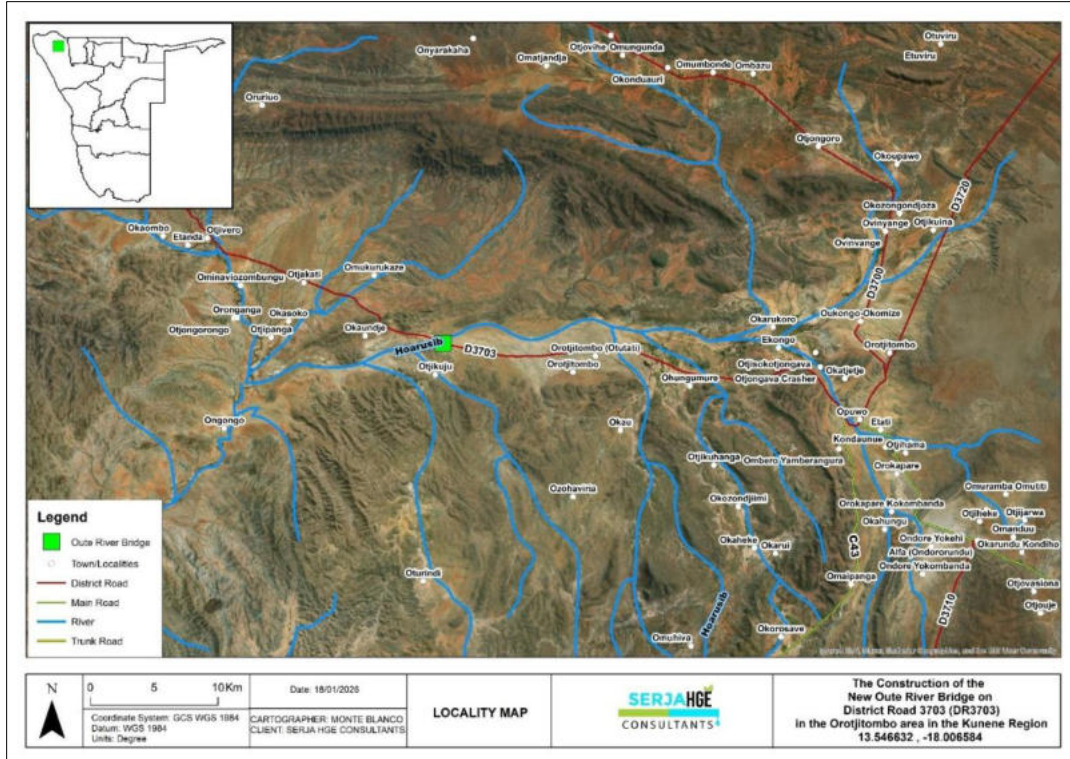 Onyarakaha
Omatjandja
Otjovihe
Omungunda
Okonduauri
Omumbonde
Ombazu
Otuviru
Etuviru
Oruriuo
Otjongoro
Okoupawe
Okozongondjoza
Ovinyange
Otjikuina
Ovinvange
D3720
D3700
Okaombo
Etanda
Otjivero
Ominaviozombungu
Otjakati
Omukurukaze
Oronganga
Okasoko
Otjongorongo
Otjipanga
Okaundje
Hoarusib
D3703
Otjikuju
Orotjitombo (Otutati)
Orotjitombo
Okarukoro
Ekongo
Oukongo-Okomize
Orotjitombo
Otjisokotjongava
Okatjetje
Ohungumure
Otjongava Crasher
Ongongo
Okau
Opuwo
Etati
Kondaunue
Otjihama
Otjikuhanga
Ombero Yamberangura
Orokapare
Ozohavina
Okozondjiimi
Omuramba Omutiti
Orokapare Kokombanda
Otjiheke
Otjijarwa
Okahungu
Omanduu
Okaheke
Okarui
Ondore Yokehi
Okarundu Kondiho
Alfa (Ondororundu)
Ondore Yokombanda
C43
Oturindi
Omaipanga
Otjovasiona
Otjouje
D3710
Hoarusib
Omuhiva
Okorosave
Legend
Oute River Bridge
Town/Localities
District Road
Main Road
River
Trunk Road
N
0 5 10Km
Coordinate System: GCS WGS 1984
Datum: WGS 1984
Units: Degree
Date: 18/01/2026
CARTOGRAPHER: MONTE BLANCO
CLIENT: SERJA HGE CONSULTANTS
LOCALITY MAP
SERJA HGE
CONSULTANTS
The Construction of the
New Oute River Bridge on
District Road 3703 (DR3703)
in the Orotjitombo area in the Kunene Region
13.546632 , -18.006584